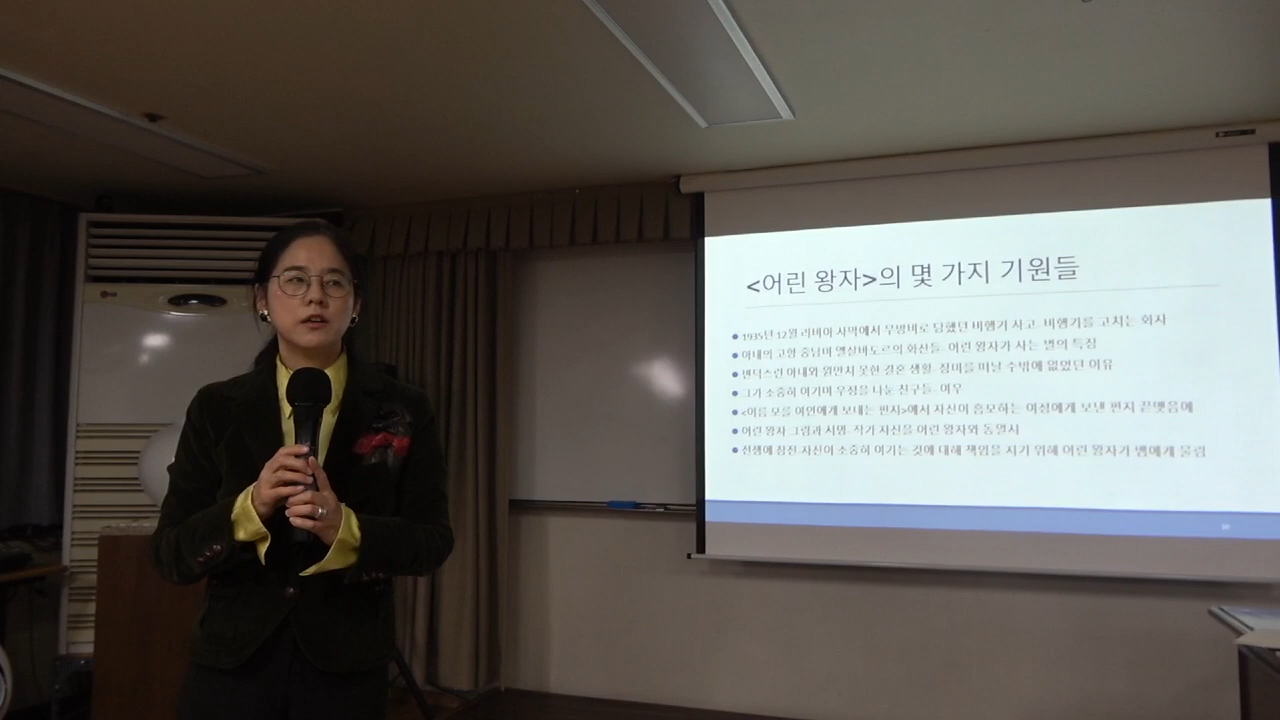 <어린 왕자>의 몇 가지 기원들
1935년 12월 리비아 사막에서 무방비로 당했던 비행기 사고- 비행기를 고치는 회사
아내의 고향 중남미 엘살바도르의 화산들- 어린 왕자가 사는 별의 특징
변덕스런 아내와 원만치 못한 결혼 생활- 장미를 떠날 수밖에 없었던 이유
그가 소중히 여기며 우정을 나눈 친구들- 여우
<이름 모를 여인에게 보내는 편지>에서 자신이 흠모하는 여성에게 보낸 편지 끝맺음에
어린 왕자 그림과 서명- 작가 자신을 어린 왕자와 동일시
전쟁에 참전-자신이 소중히 여기는 것에 대해 책임을 지기 위해 어린 왕자가 뱀에게 물림
LG